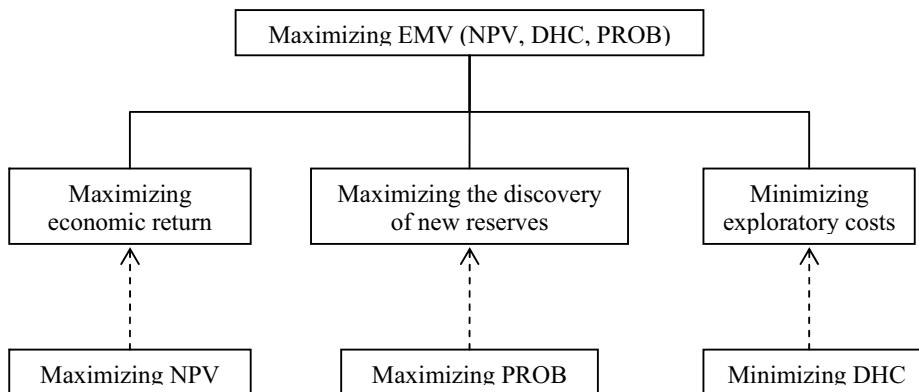 Maximizing EMV (NPV, DHC, PROB)
Maximizing
economic return
Maximizing the discovery
of new reserves
Minimizing
exploratory costs
Maximizing NPV
Maximizing PROB
Minimizing DHC